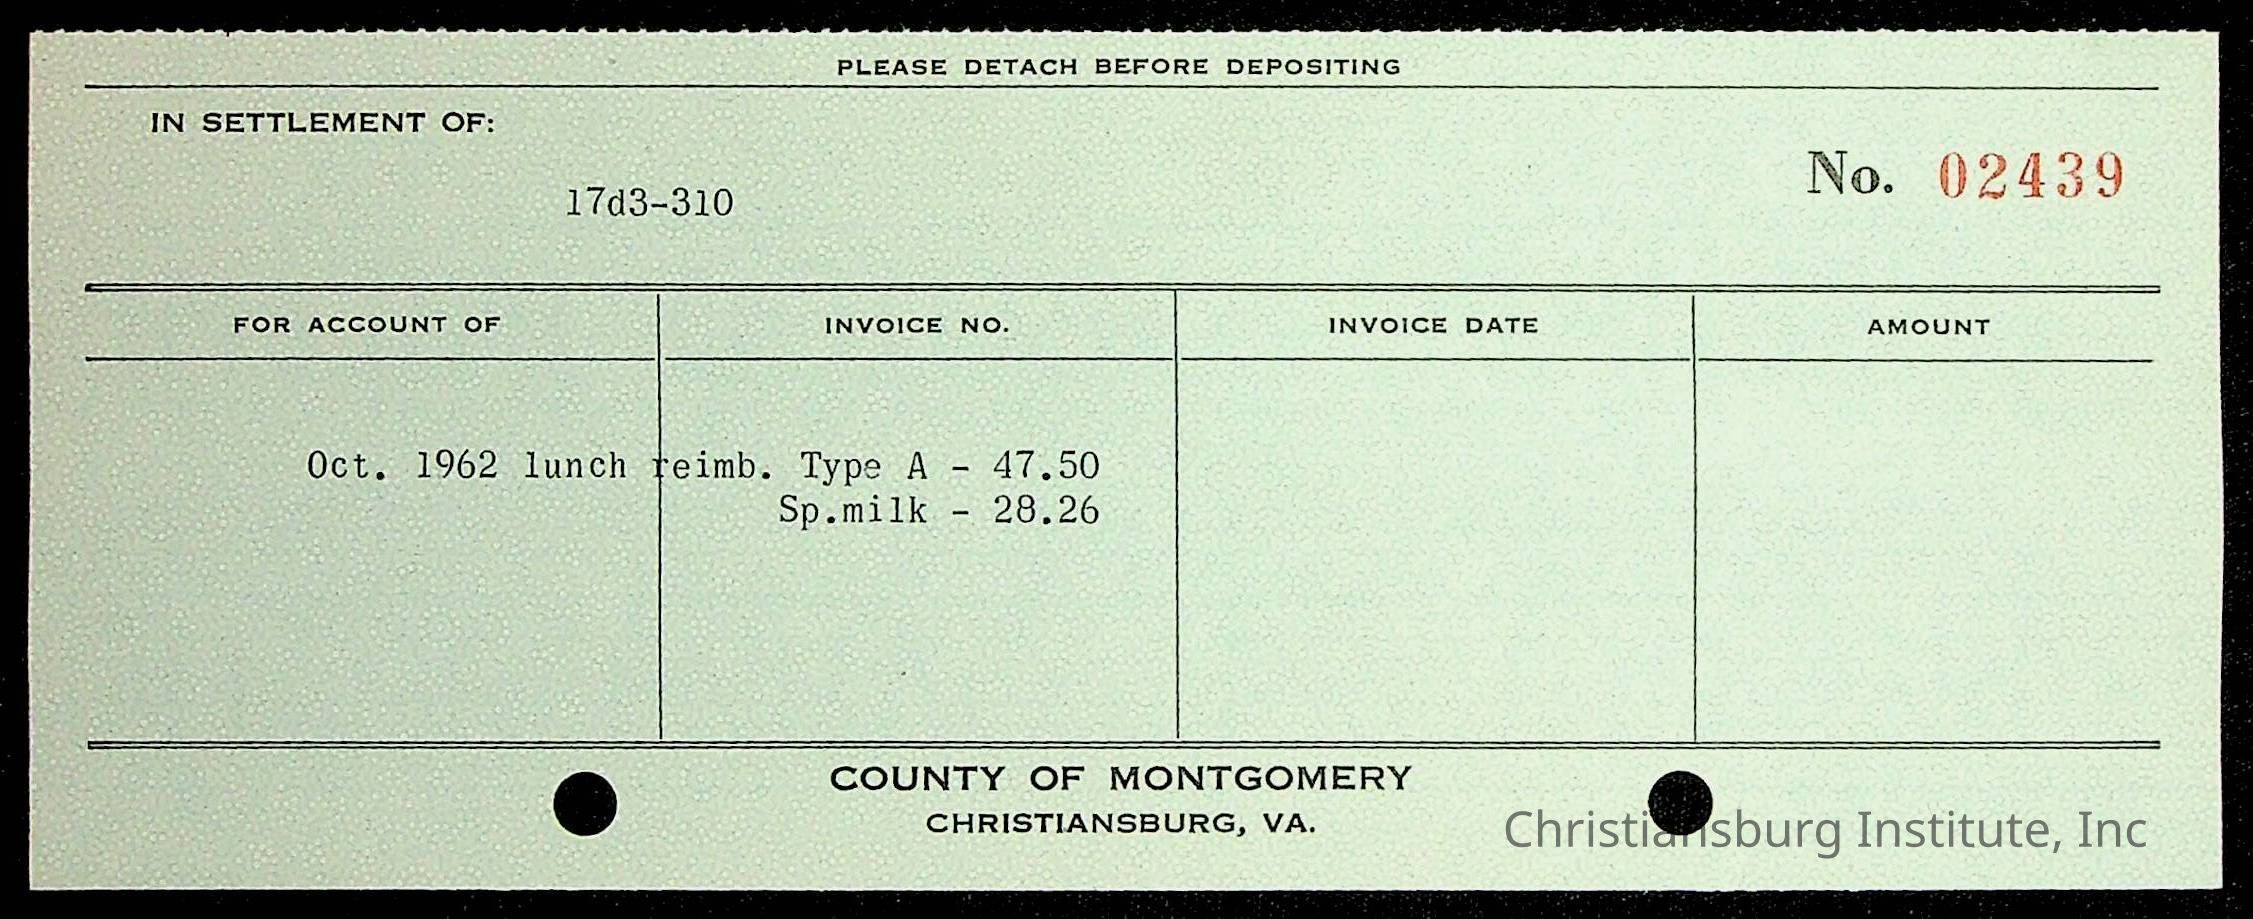 PLEASE DETACH BEFORE DEPOSITING
IN SETTLEMENT OF:
No. 02439
17d3-310
FOR ACCOUNT OF INVOICE NO. INVOICE DATE AMOUNT
Oct. 1962 lunch reimb. Type A - 47.50
Sp.milk - 28.26
COUNTY OF MONTGOMERY
CHRISTIANSBURG, VA.
Christiansburg Institute, Inc